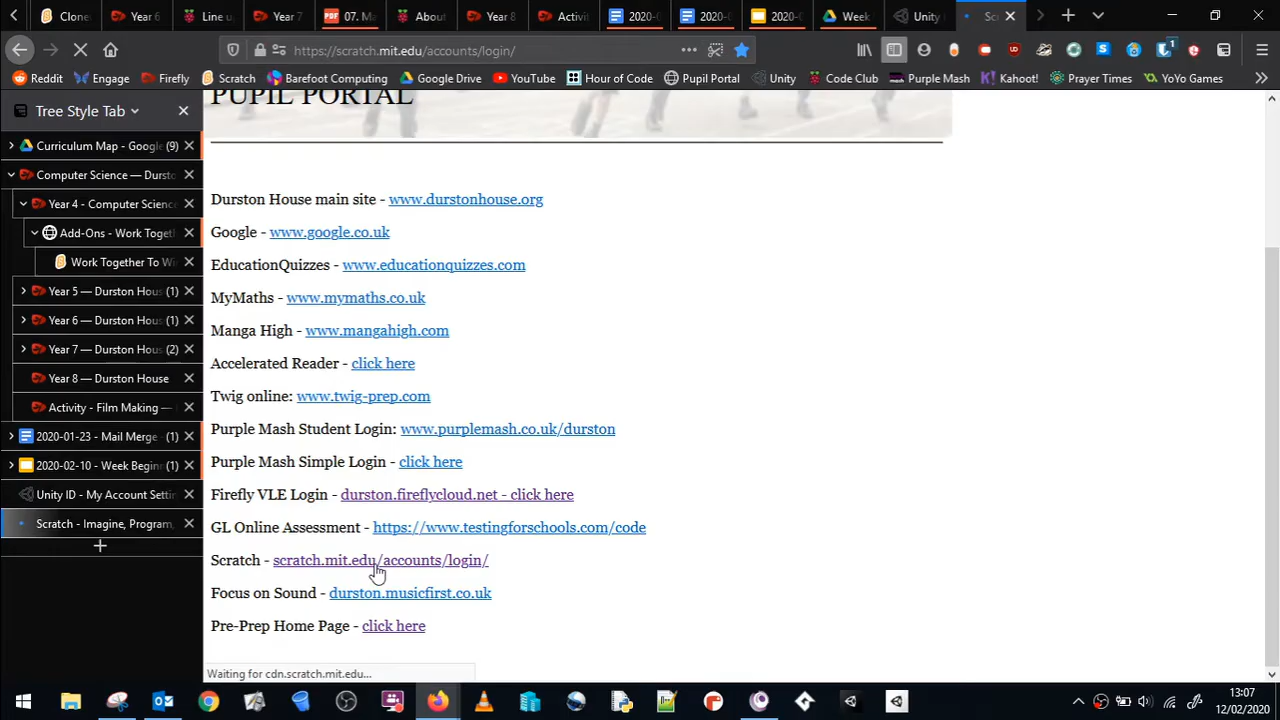 Clone
Year 6
Line u
Year 7
PDF 07. Ma
Abou
Year 8
Activi
2020-0
2020-0
2020-0
Week
Unity
Sc
https://scratch.mit.edu/accounts/login/
Reddit Engage Firefly Scratch Barefoot Computing Google Drive YouTube Hour of Code Pupil Portal Unity Code Club Purple Mash Kahoot! Prayer Times YoYo Games
Tree Style Tab
Curriculum Map - Google (9)
Computer Science — Dursto
Year 4 - Computer Science
Add-Ons - Work Togeth
Work Together To Wi
Year 5 — Durston Hou (1)
Year 6 — Durston Hou (1)
Year 7 — Durston Hou (2)
Year 8 — Durston House
Activity - Film Making —
2020-01-23 - Mail Merge (1)
2020-02-10 - Week Begin (1)
Unity ID - My Account Setti
Scratch - Imagine, Program,
PUPIL PORTAL
Durston House main site - www.durstonhouse.org
Google - www.google.co.uk
EducationQuizzes - www.educationquizzes.com
MyMaths - www.mymaths.co.uk
Manga High - www.mangahigh.com
Accelerated Reader - click here
Twig online: www.twig-prep.com
Purple Mash Student Login: www.purplemash.co.uk/durston
Purple Mash Simple Login - click here
Firefly VLE Login - durston.fireflycloud.net - click here
GL Online Assessment - https://www.testingforschools.com/code
Scratch - scratch.mit.edu/accounts/login/
Focus on Sound - durston.musicfirst.co.uk
Pre-Prep Home Page - click here
Waiting for cdn.scratch.mit.edu...
13:07
12/02/2020